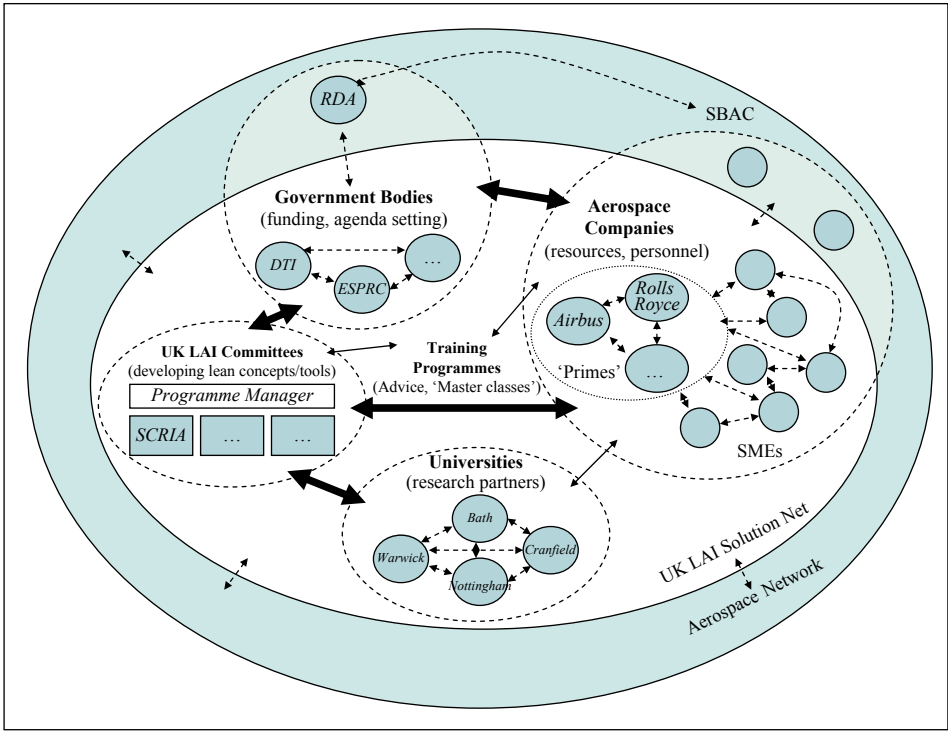 RDA
SBAC
Government Bodies
(funding, agenda setting)
DTI
ESPRC
…
Aerospace
Companies
(resources, personnel)
Airbus
Rolls
Royce
…
‘Primes’
SMEs
UK LAI Committees
(developing lean concepts/tools)
Programme Manager
SCRIA
…
…
Training
Programmes
(Advice, ‘Master classes’)
Universities
(research partners)
Bath
Warwick
Cranfield
Nottingham
UK LAI Solution Net
Aerospace Network